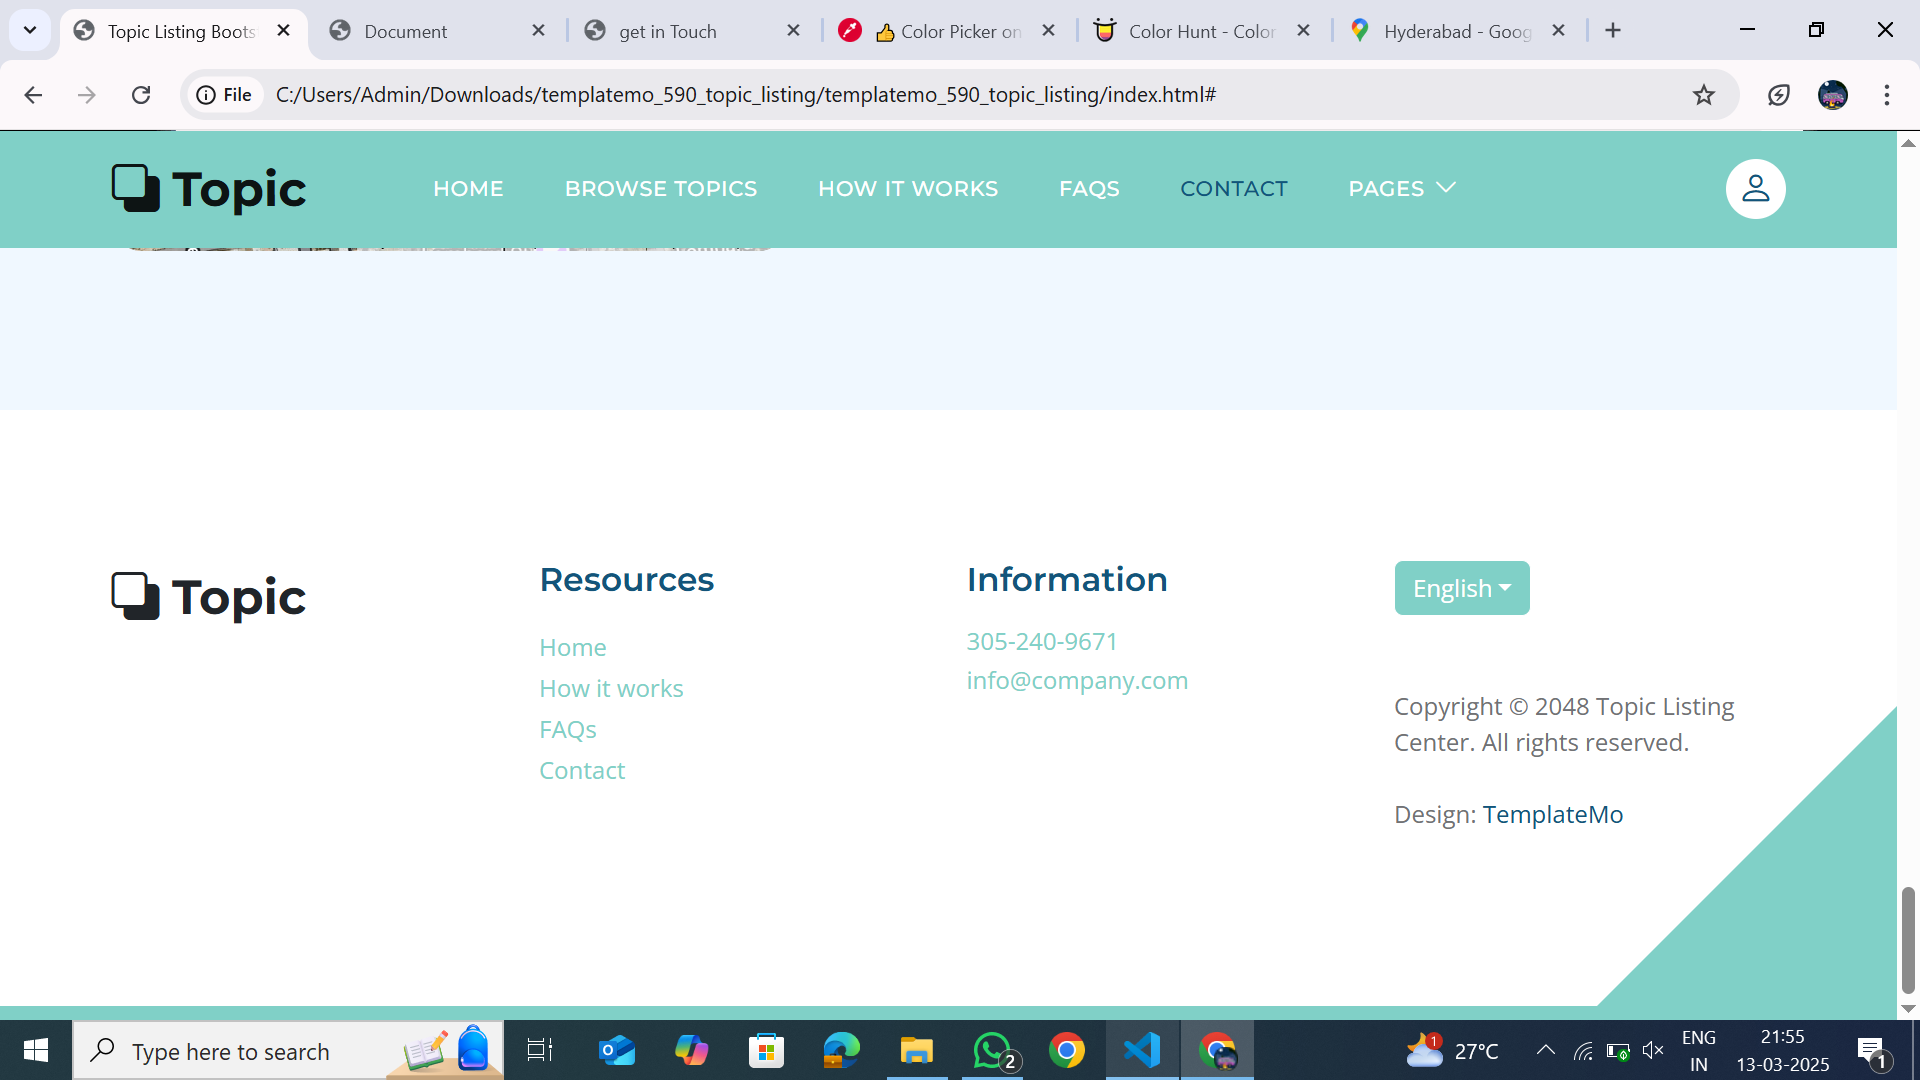 Topic Listing Boots
Document
get in Touch
Color Picker on
Color Hunt - Color
Hyderabad - Goog
File
C:/Users/Admin/Downloads/templatemo_590_topic_listing/templatemo_590_topic_listing/index.html#
Topic
HOME
BROWSE TOPICS
HOW IT WORKS
FAQS
CONTACT
PAGES
Topic
Resources
Home
How it works
FAQs
Contact
Information
305-240-9671
info@company.com
English
Copyright © 2048 Topic Listing
Center. All rights reserved.
Design: TemplateMo
Type here to search
2
1
27°C
ENG
IN
21:55
13-03-2025
1